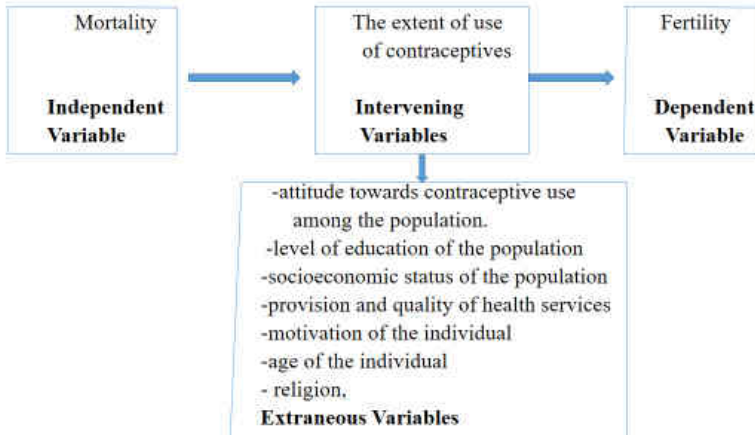 Mortality
Independent
Variable
The extent of use
of contraceptives
Intervening
Variables
Fertility
Dependent
Variable
-attitude towards contraceptive use
among the population.
-level of education of the population
-socioeconomic status of the population
-provision and quality of health services
-motivation of the individual
-age of the individual
- religion,
Extraneous Variables